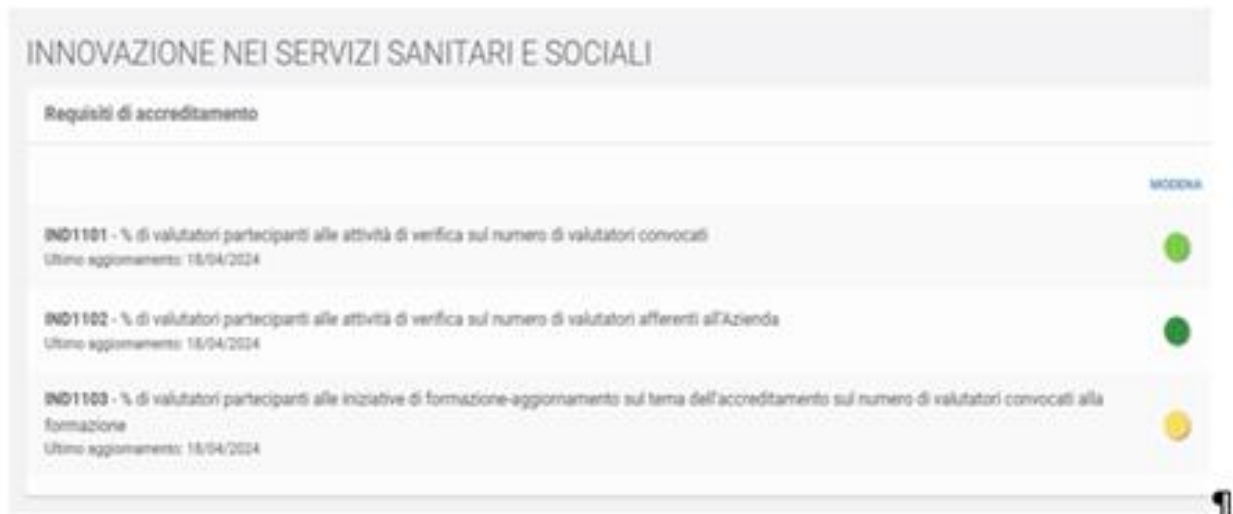 INNOVAZIONE NEI SERVIZI SANITARI E SOCIALI
Requisiti di accreditamento
MODENA
IND1101 - % di valutatori partecipanti alle attività di verifica sul numero di valutatori convocati
Ultimo aggiornamento: 18/04/2024
IND1102 - % di valutatori partecipanti alle attività di verifica sul numero di valutatori afferenti all'Azienda
Ultimo aggiornamento: 18/04/2024
IND1103 - % di valutatori partecipanti alle iniziative di formazione-aggiornamento sul tema dell'accreditamento sul numero di valutatori convocati alla
formazione
Ultimo aggiornamento: 18/04/2024
¶